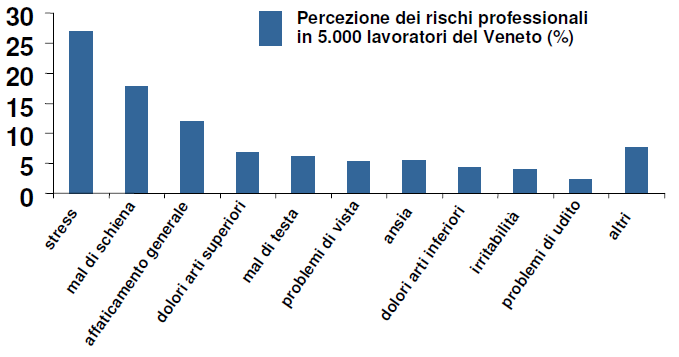 Percezione dei rischi professionali
in 5.000 lavoratori del Veneto (%)
30
25
20
15
10
5
0
stress
mal di schiena
affaticamento generale
dolori arti superiori
mal di testa
problemi di vista
ansia
dolori arti inferiori
irritabilità
problemi di udito
altri